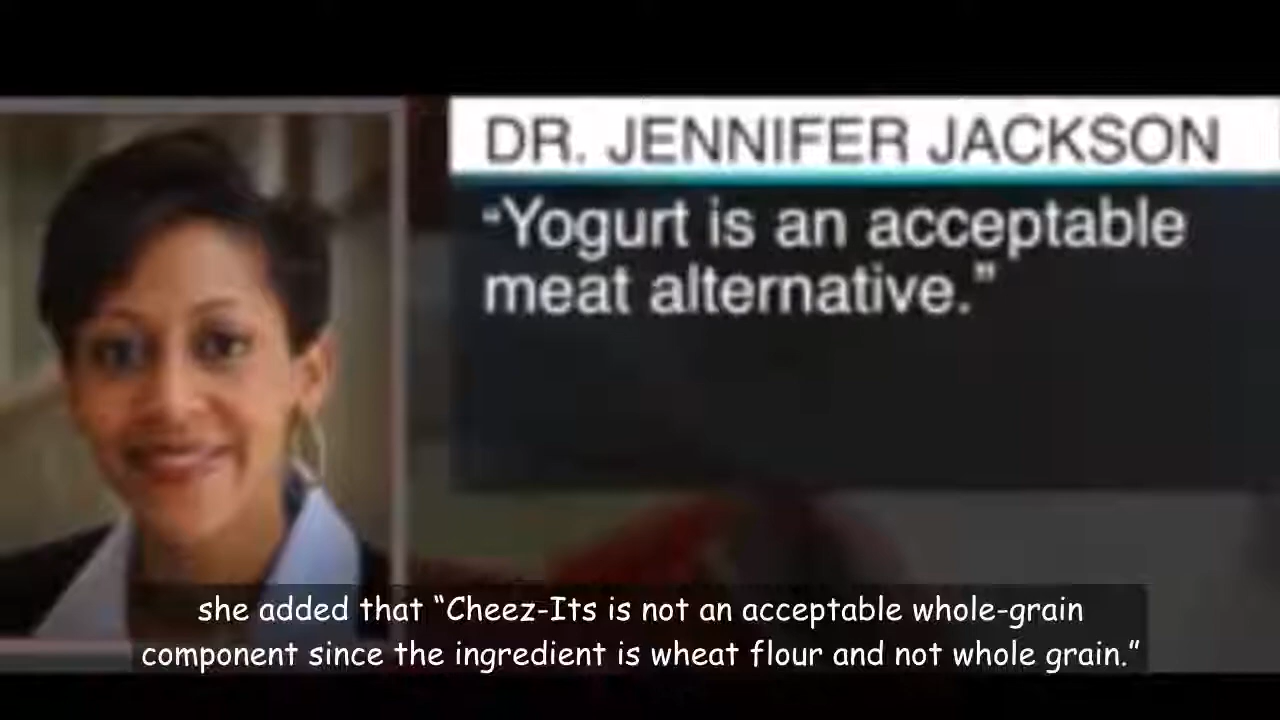 DR. JENNIFER JACKSON
“Yogurt is an acceptable
meat alternative.”
she added that “Cheez-Its is not an acceptable whole-grain
component since the ingredient is wheat flour and not whole grain.”